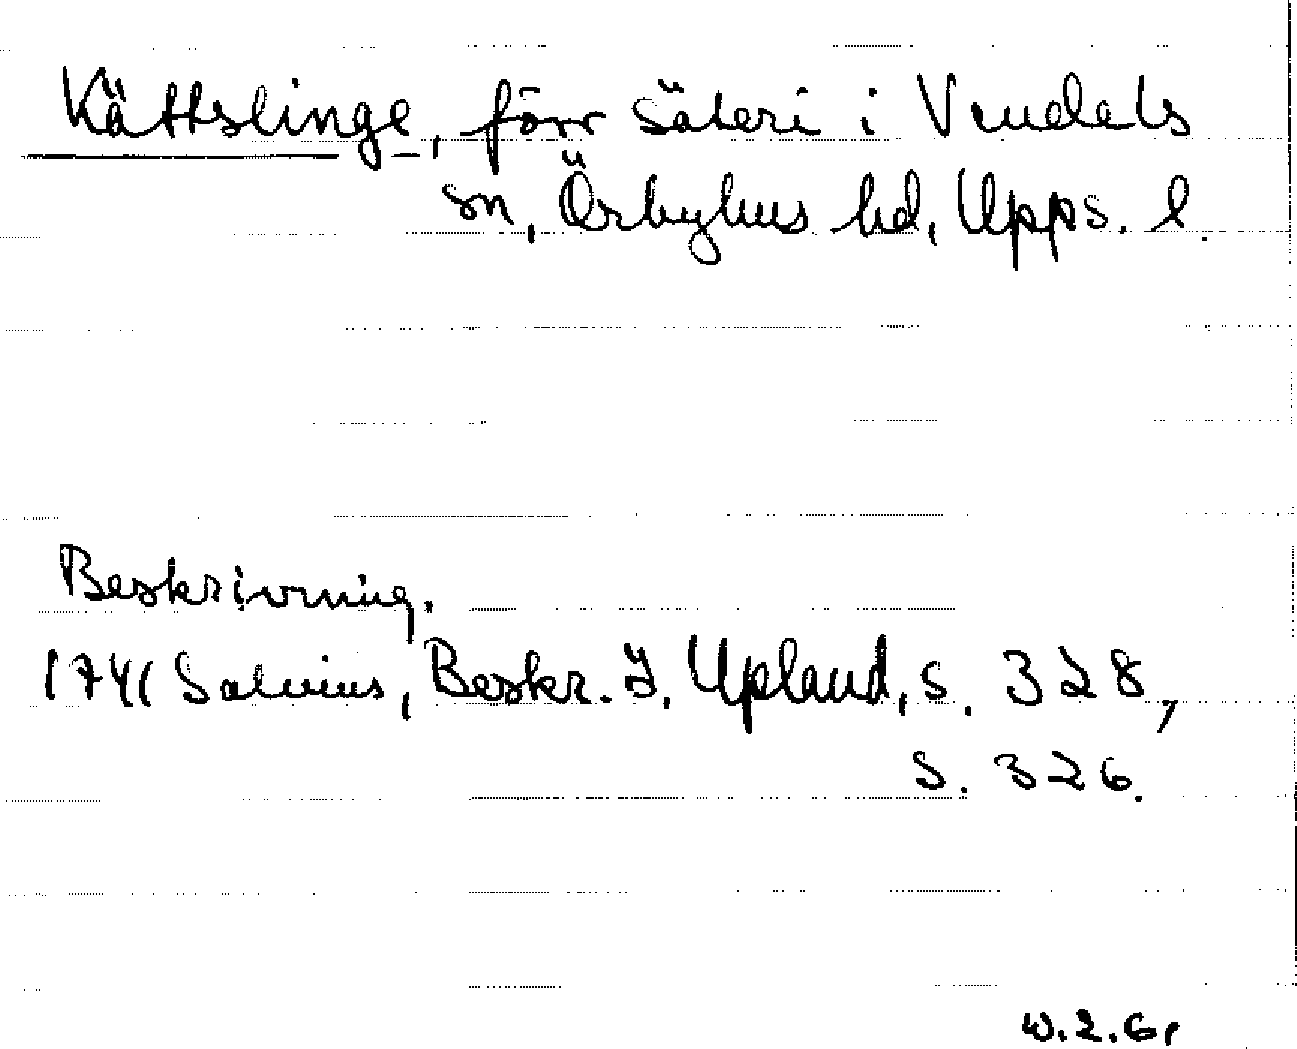 Kättslinge, förr säteri i Vendels
sn, Örbyhus hd, Upps. l.
Beskrivning.
1741 Salvius, Beskr. ö. Upland, s. 328,
s. 326.
w.2.61